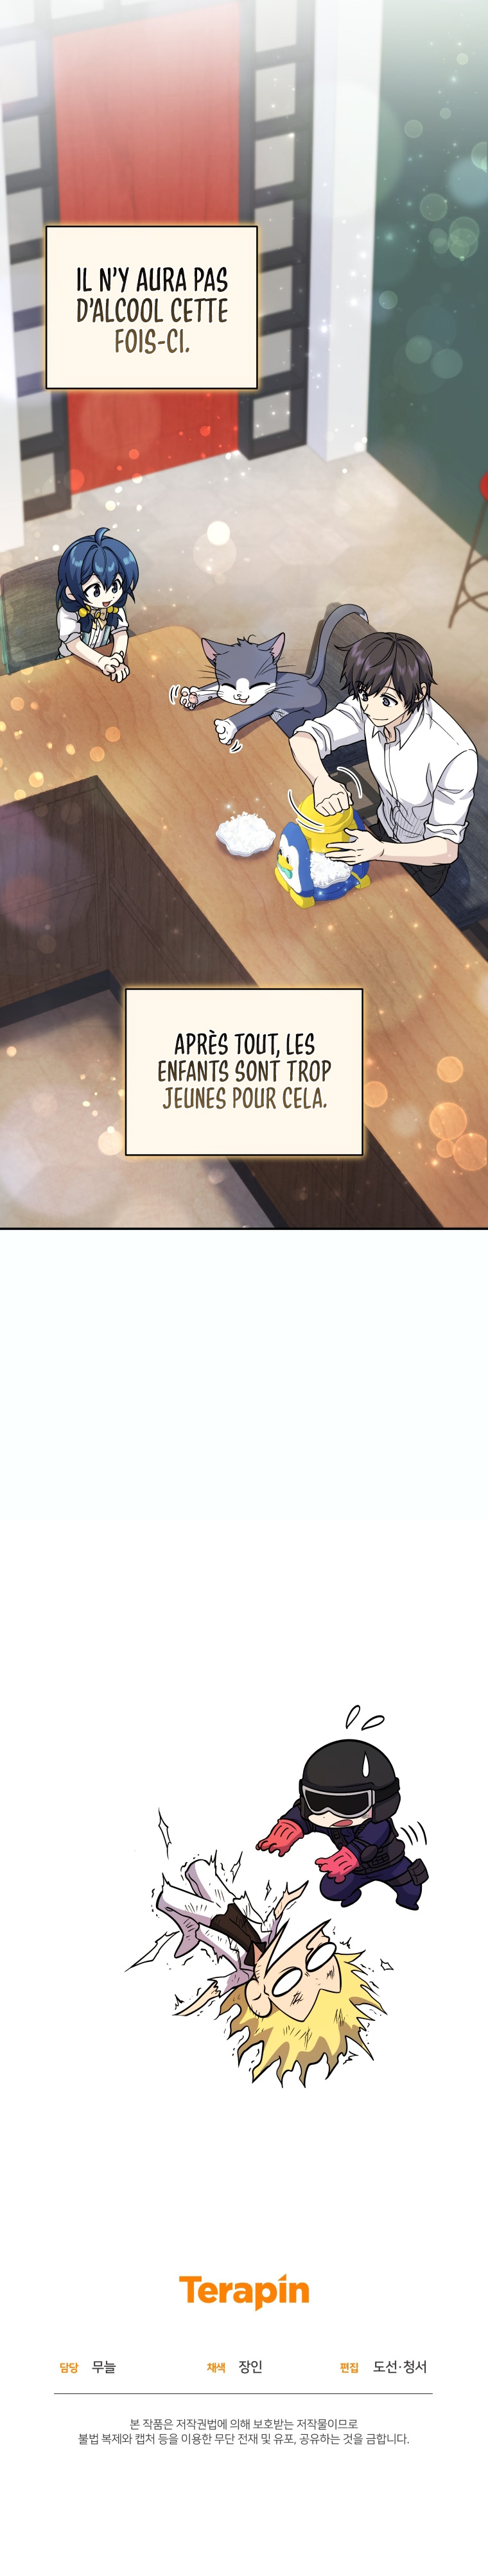 IL N'Y AURA PAS
D'ALCOOL CETTE
FOIS-CI.
APRÈS TOUT, LES
ENFANTS SONT TROP
JEUNES POUR CELA.
Terapin
담당 무늘 채색 장인 편집 도선·청서
본 작품은 저작권법에 의해 보호받는 저작물이므로
불법 복제와 캡처 등을 이용한 무단 전재 및 유포, 공유하는 것을 금합니다.